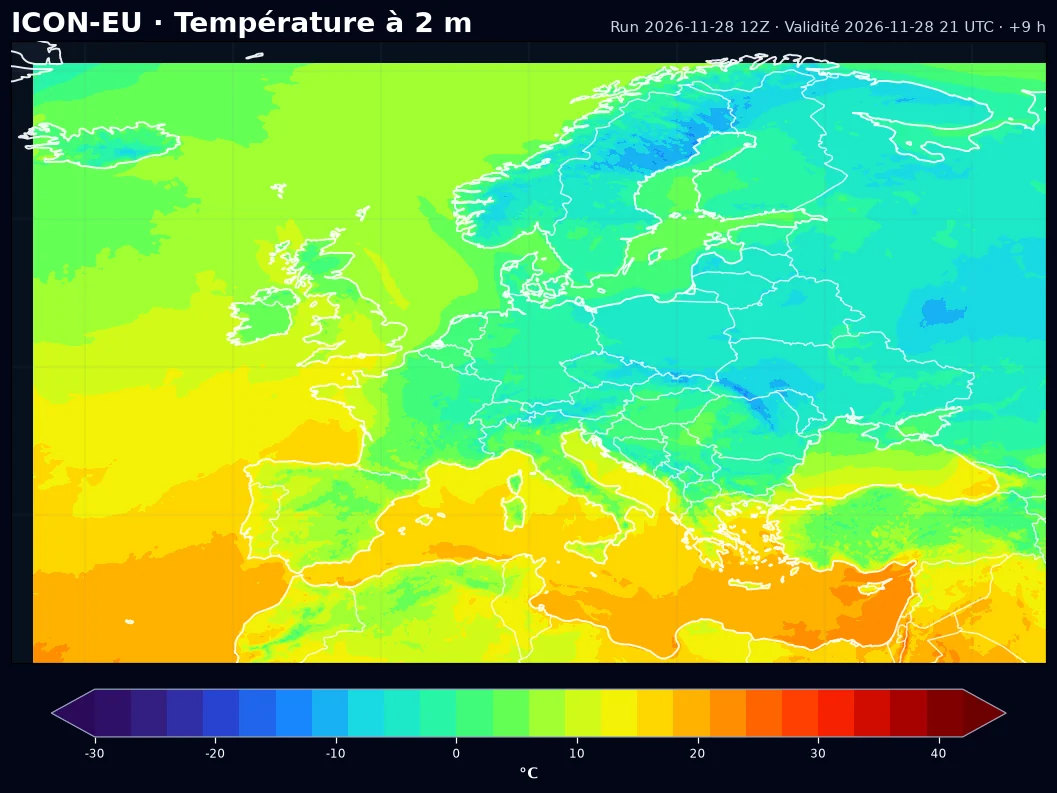 ICON-EU · Température à 2 m
Run 2026-11-28 12Z · Validité 2026-11-28 21 UTC · +9 h
-30 -20 -10 0 10 20 30 40
°C